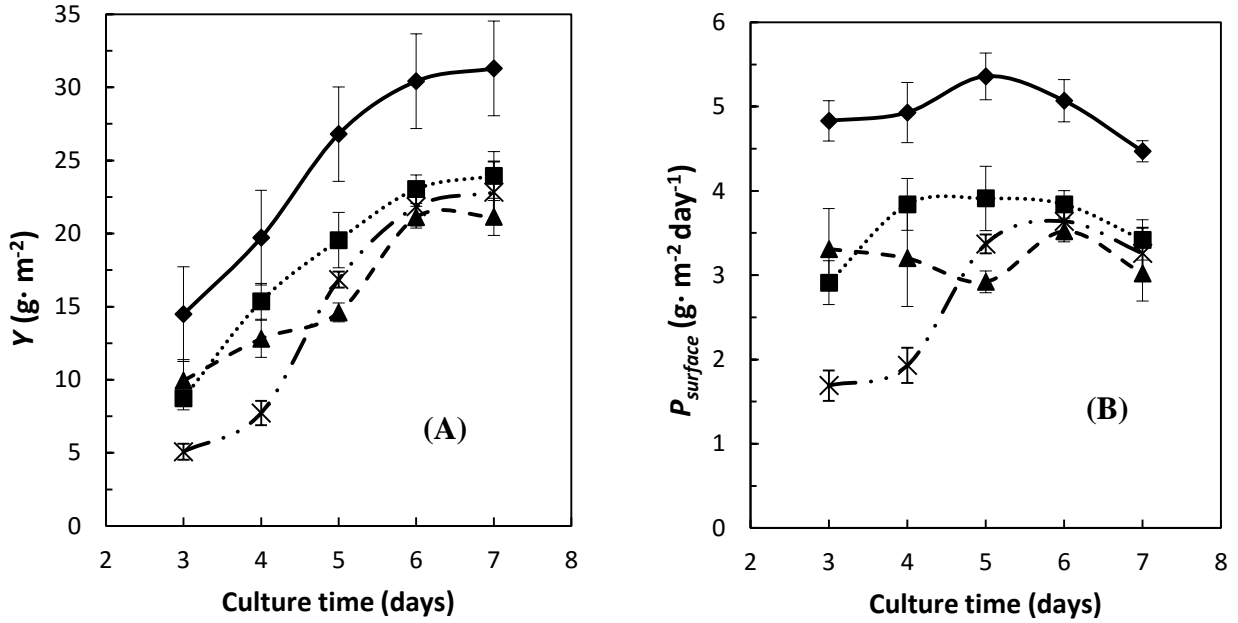 35
30
25
20
15
10
5
0
2 3 4 5 6 7 8
Y (g· m⁻²)
Culture time (days)
(A)
6
5
4
3
2
1
0
2 3 4 5 6 7 8
P_surface (g· m⁻² day⁻¹)
Culture time (days)
(B)